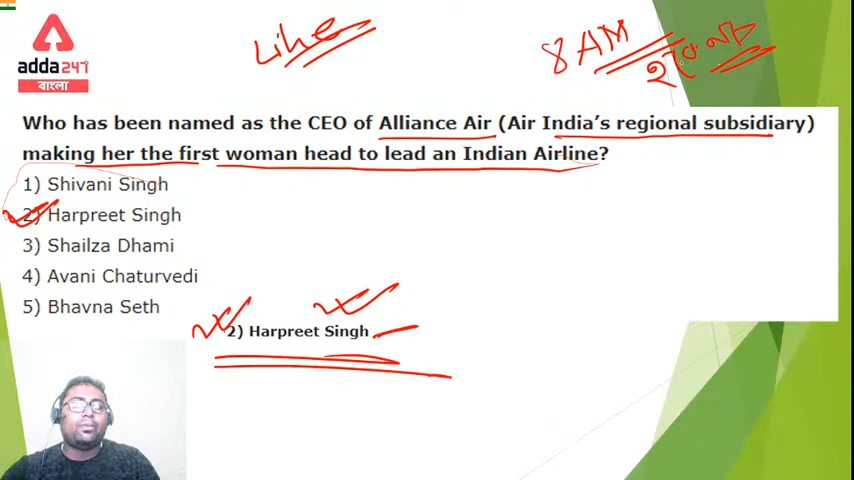 Like
8 AM
adda247
বাংলা
Who has been named as the CEO of Alliance Air (Air India's regional subsidiary)
making her the first woman head to lead an Indian Airline?
1) Shivani Singh
2) Harpreet Singh
3) Shailza Dhami
4) Avani Chaturvedi
5) Bhavna Seth
2) Harpreet Singh